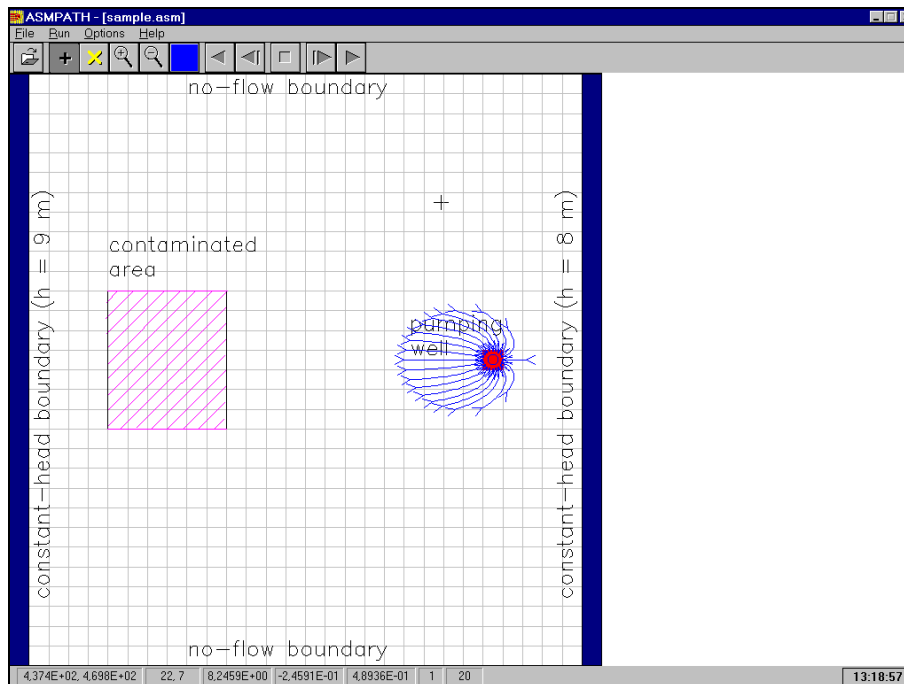 ASMPATH - [sample.asm]
File Run Options Help
no-flow boundary
constant-head boundary (h = 9 m)
contaminated
area
pumping
well
constant-head boundary (h = 8 m)
no-flow boundary
4,374E+02, 4,698E+02 22, 7 8,2459E+00 -2,4591E-01 4,8936E-01 1 20 13:18:57